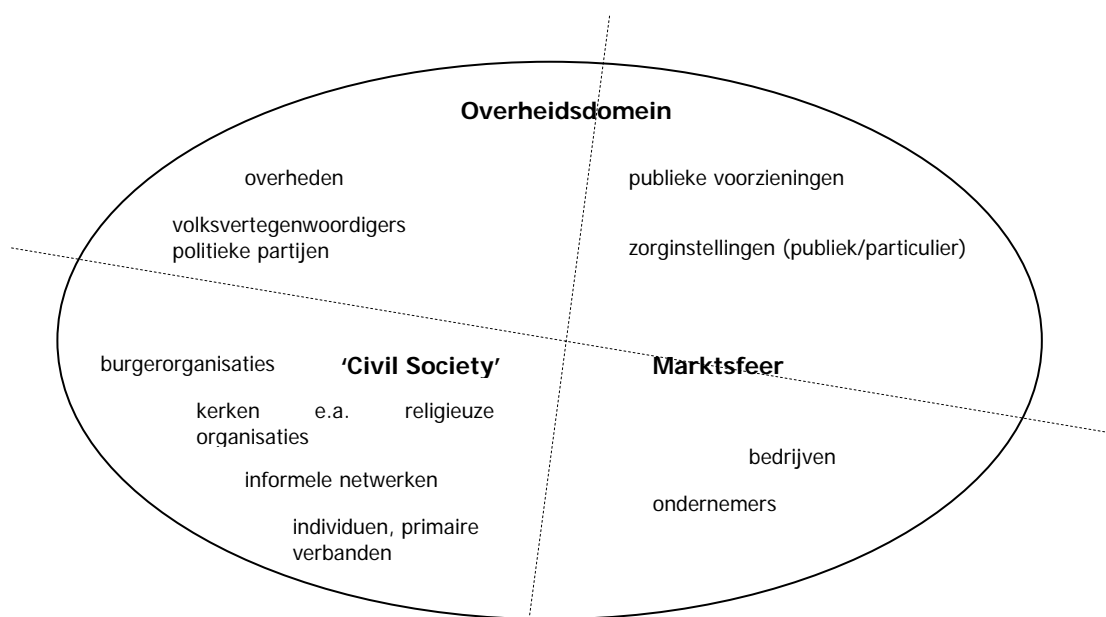 Overheidsdomein
overheden
publieke voorzieningen
volksvertegenwoordigers
politieke partijen
zorginstellingen (publiek/particulier)
burgerorganisaties
‘Civil Society’
Marktsfeer
kerken e.a. religieuze
organisaties
bedrijven
informele netwerken
ondernemers
individuen, primaire
verbanden